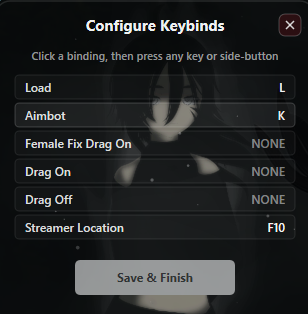 Configure Keybinds
Click a binding, then press any key or side-button
Load L
Aimbot K
Female Fix Drag On NONE
Drag On NONE
Drag Off NONE
Streamer Location F10
Save & Finish